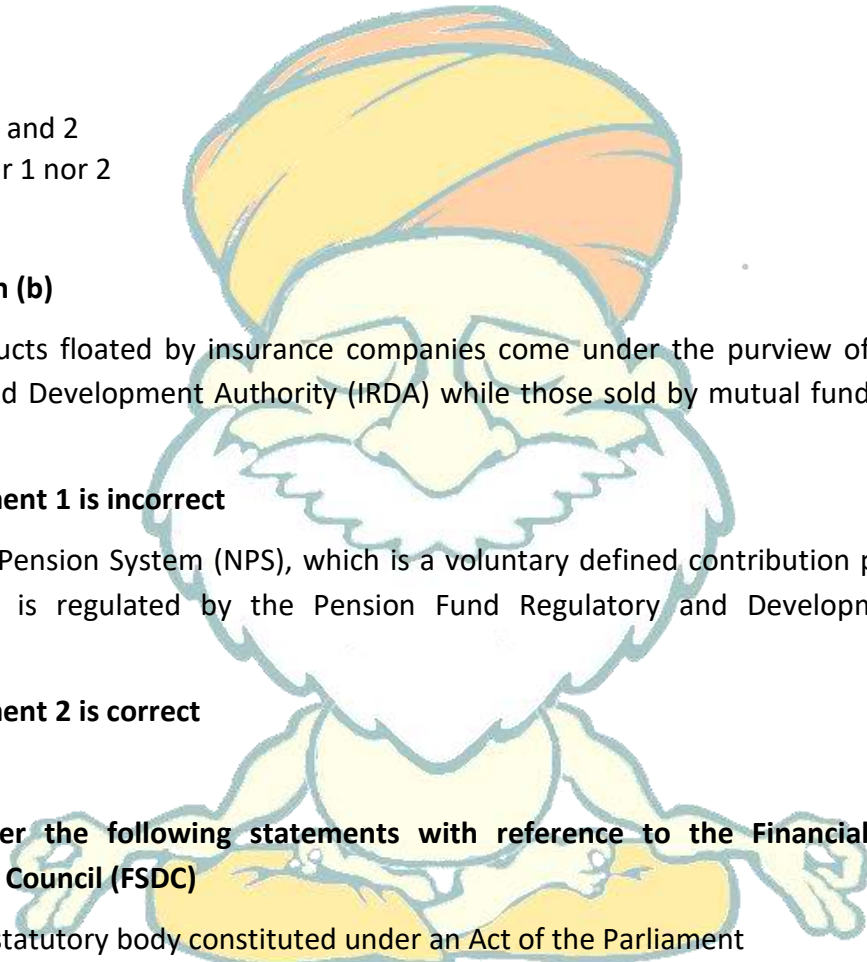 and 2
r 1 nor 2
n (b)
ucts floated by insurance companies come under the purview of
d Development Authority (IRDA) while those sold by mutual fund
ment 1 is incorrect
Pension System (NPS), which is a voluntary defined contribution p
is regulated by the Pension Fund Regulatory and Developn
ment 2 is correct
er the following statements with reference to the Financial
Council (FSDC)
statutory body constituted under an Act of the Parliament